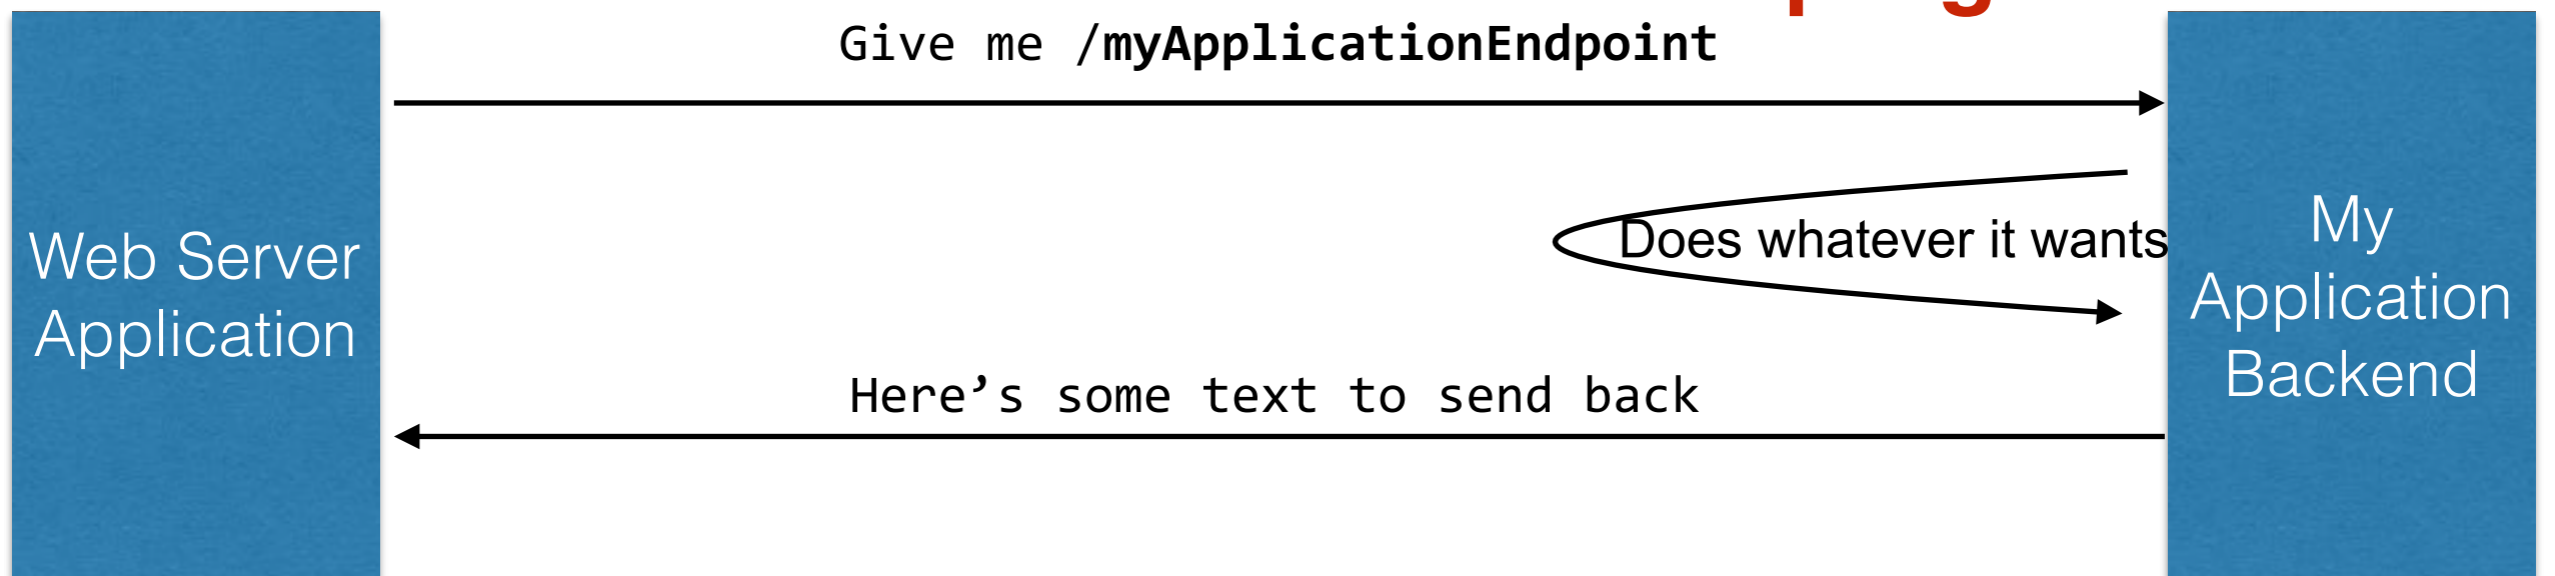 Give me /myApplicationEndpoint
Web Server
Application
Does whatever it wants
My
Application
Backend
Here’s some text to send back